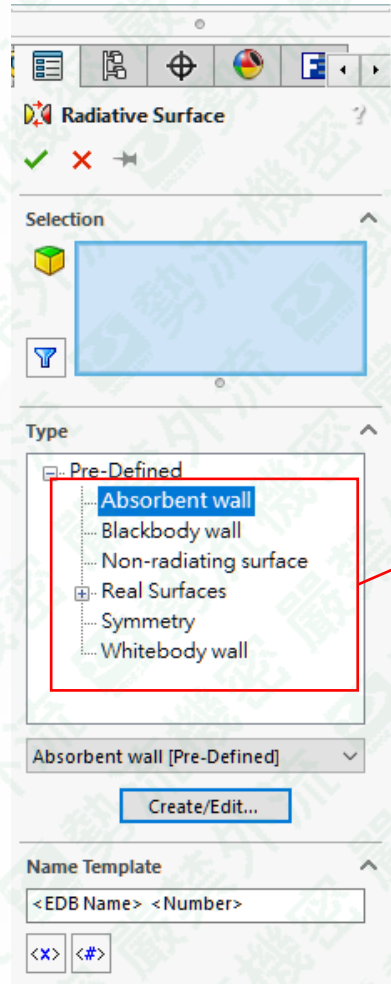 Radiative Surface
?
Selection
Type
Pre-Defined
Absorbent wall
Blackbody wall
Non-radiating surface
Real Surfaces
Symmetry
Whitebody wall
Absorbent wall [Pre-Defined]
Create/Edit...
Name Template
<EDB Name> <Number>
<x> <#>